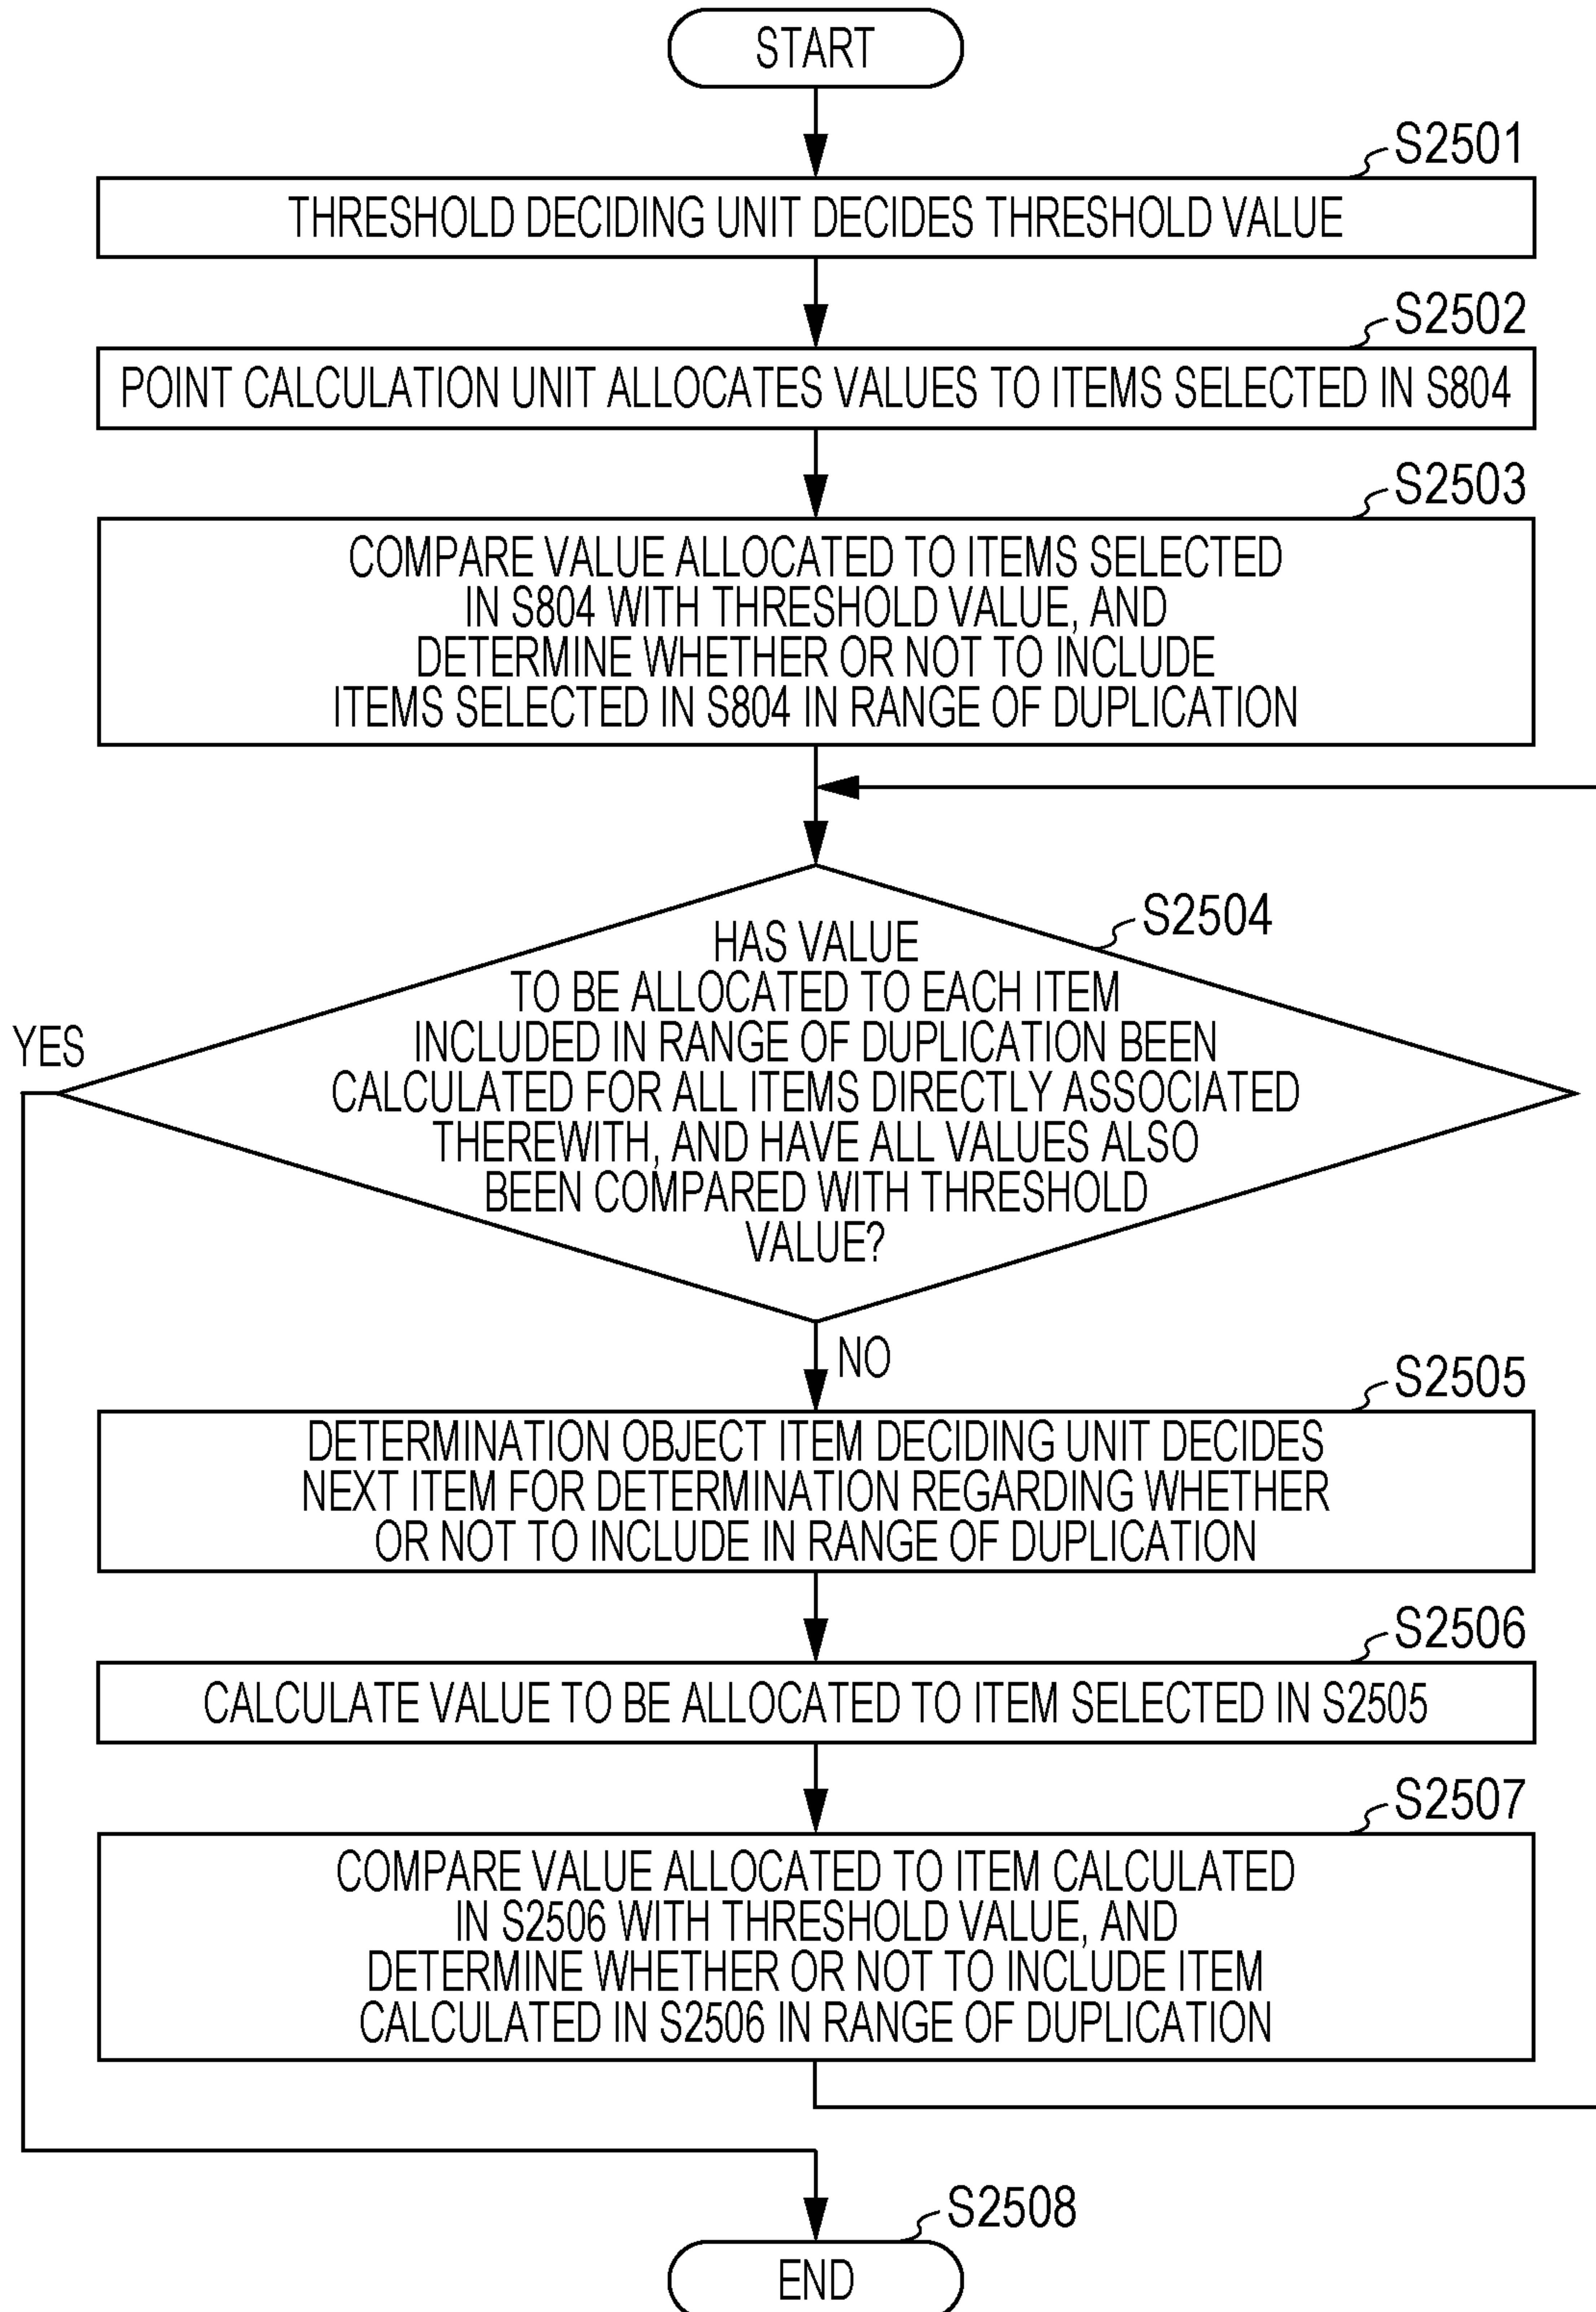 START
S2501
THRESHOLD DECIDING UNIT DECIDES THRESHOLD VALUE
S2502
POINT CALCULATION UNIT ALLOCATES VALUES TO ITEMS SELECTED IN S804
S2503
COMPARE VALUE ALLOCATED TO ITEMS SELECTED
IN S804 WITH THRESHOLD VALUE, AND
DETERMINE WHETHER OR NOT TO INCLUDE
ITEMS SELECTED IN S804 IN RANGE OF DUPLICATION
S2504
HAS VALUE
TO BE ALLOCATED TO EACH ITEM
INCLUDED IN RANGE OF DUPLICATION BEEN
CALCULATED FOR ALL ITEMS DIRECTLY ASSOCIATED
THEREWITH, AND HAVE ALL VALUES ALSO
BEEN COMPARED WITH THRESHOLD
VALUE?
YES
NO
S2505
DETERMINATION OBJECT ITEM DECIDING UNIT DECIDES
NEXT ITEM FOR DETERMINATION REGARDING WHETHER
OR NOT TO INCLUDE IN RANGE OF DUPLICATION
S2506
CALCULATE VALUE TO BE ALLOCATED TO ITEM SELECTED IN S2505
S2507
COMPARE VALUE ALLOCATED TO ITEM CALCULATED
IN S2506 WITH THRESHOLD VALUE, AND
DETERMINE WHETHER OR NOT TO INCLUDE ITEM
CALCULATED IN S2506 IN RANGE OF DUPLICATION
S2508
END